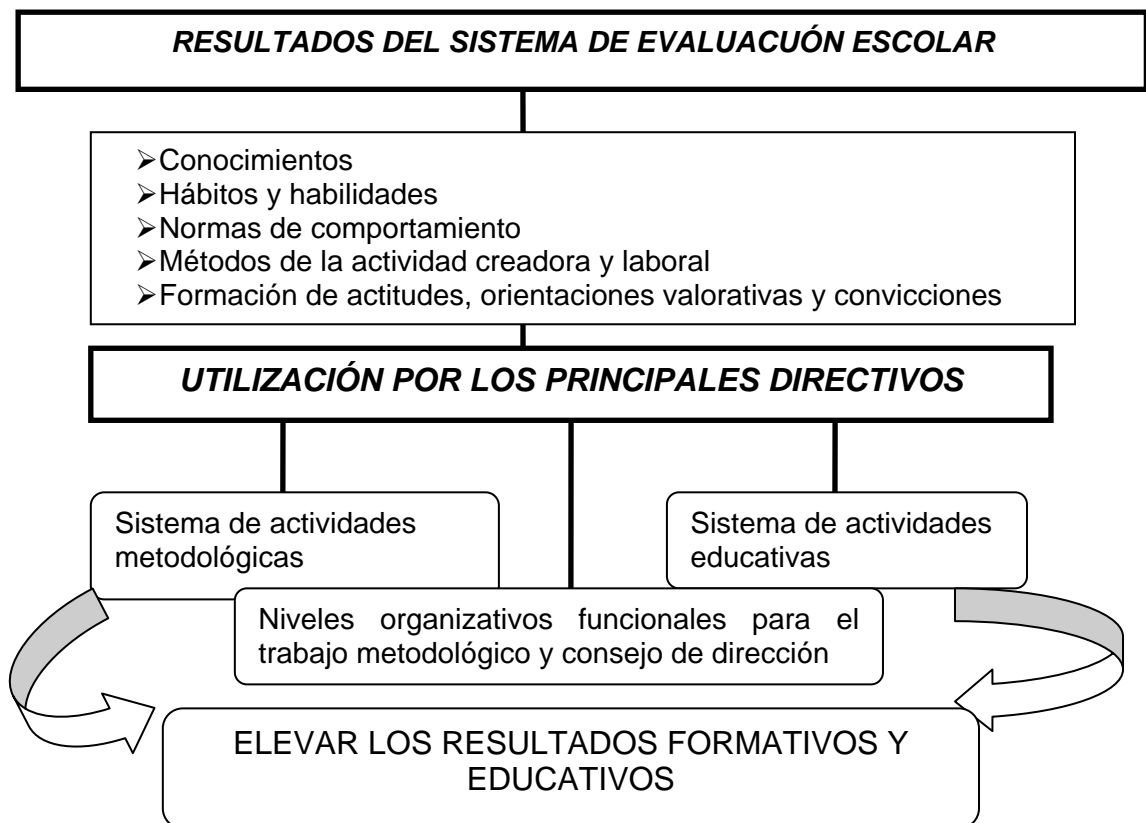 RESULTADOS DEL SISTEMA DE EVALUACUÓN ESCOLAR
➢Conocimientos
➢Hábitos y habilidades
➢Normas de comportamiento
➢Métodos de la actividad creadora y laboral
➢Formación de actitudes, orientaciones valorativas y convicciones
UTILIZACIÓN POR LOS PRINCIPALES DIRECTIVOS
Sistema de actividades
metodológicas
Sistema de actividades
educativas
Niveles organizativos funcionales para el
trabajo metodológico y consejo de dirección
ELEVAR LOS RESULTADOS FORMATIVOS Y
EDUCATIVOS